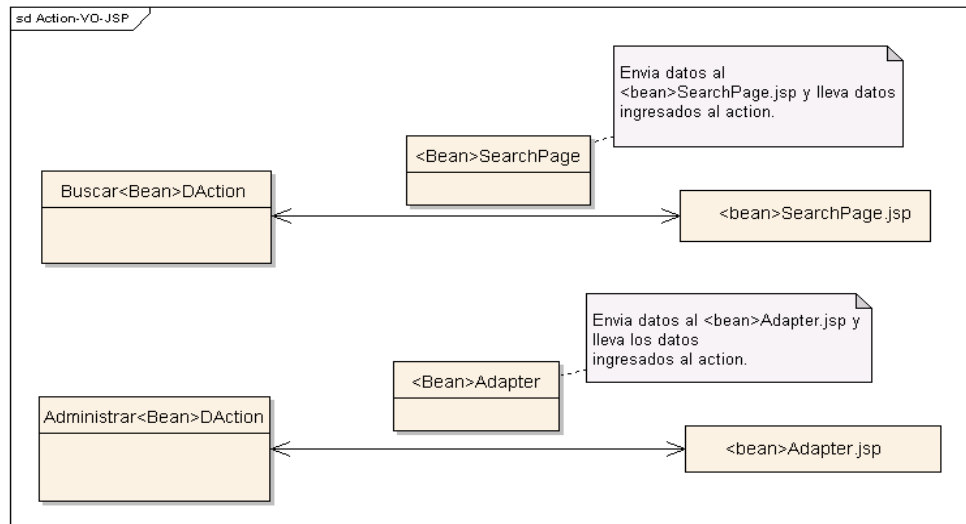 sd Action-VO-JSP
Envia datos al
<bean>SearchPage.jsp y lleva datos
ingresados al action.
<Bean>SearchPage
Buscar<Bean>DAction
<bean>SearchPage.jsp
Envia datos al <bean>Adapter.jsp y
lleva los datos
ingresados al action.
<Bean>Adapter
Administrar<Bean>DAction
<bean>Adapter.jsp